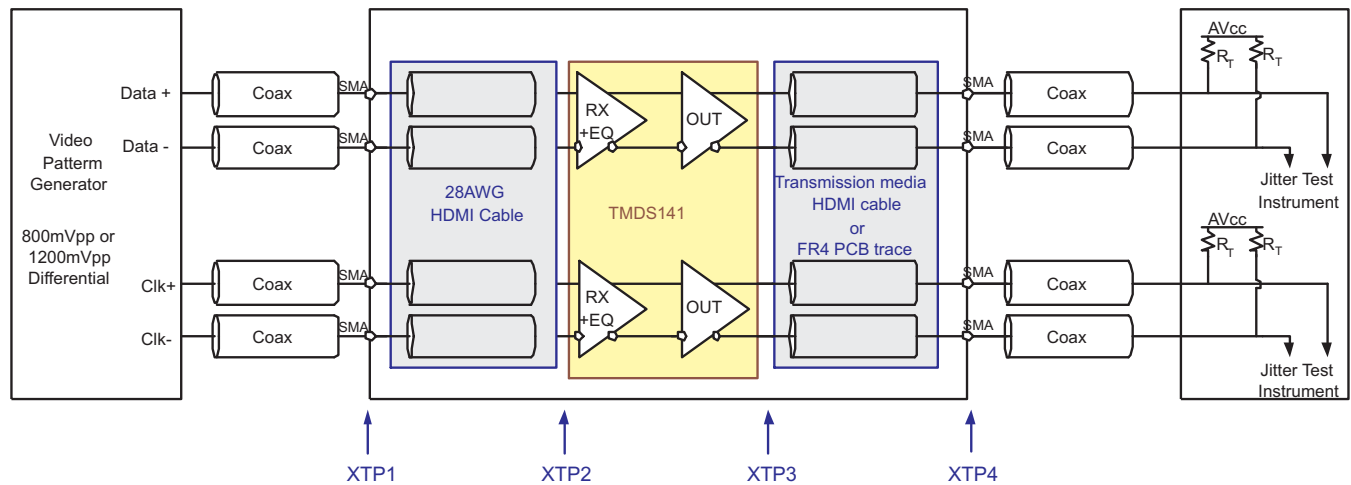 Video
Patterm
Generator
800mVpp or
1200mVpp
Differential
Data +
Data -
Clk+
Clk-
Coax
Coax
Coax
Coax
SMA
SMA
SMA
SMA
28AWG
HDMI Cable
RX
+EQ
OUT
TMDS141
RX
+EQ
OUT
Transmission media
HDMI cable
or
FR4 PCB trace
SMA
SMA
SMA
SMA
Coax
Coax
Coax
Coax
AVcc
RT
RT
Jitter Test
Instrument
AVcc
RT
RT
Jitter Test
Instrument
XTP1
XTP2
XTP3
XTP4